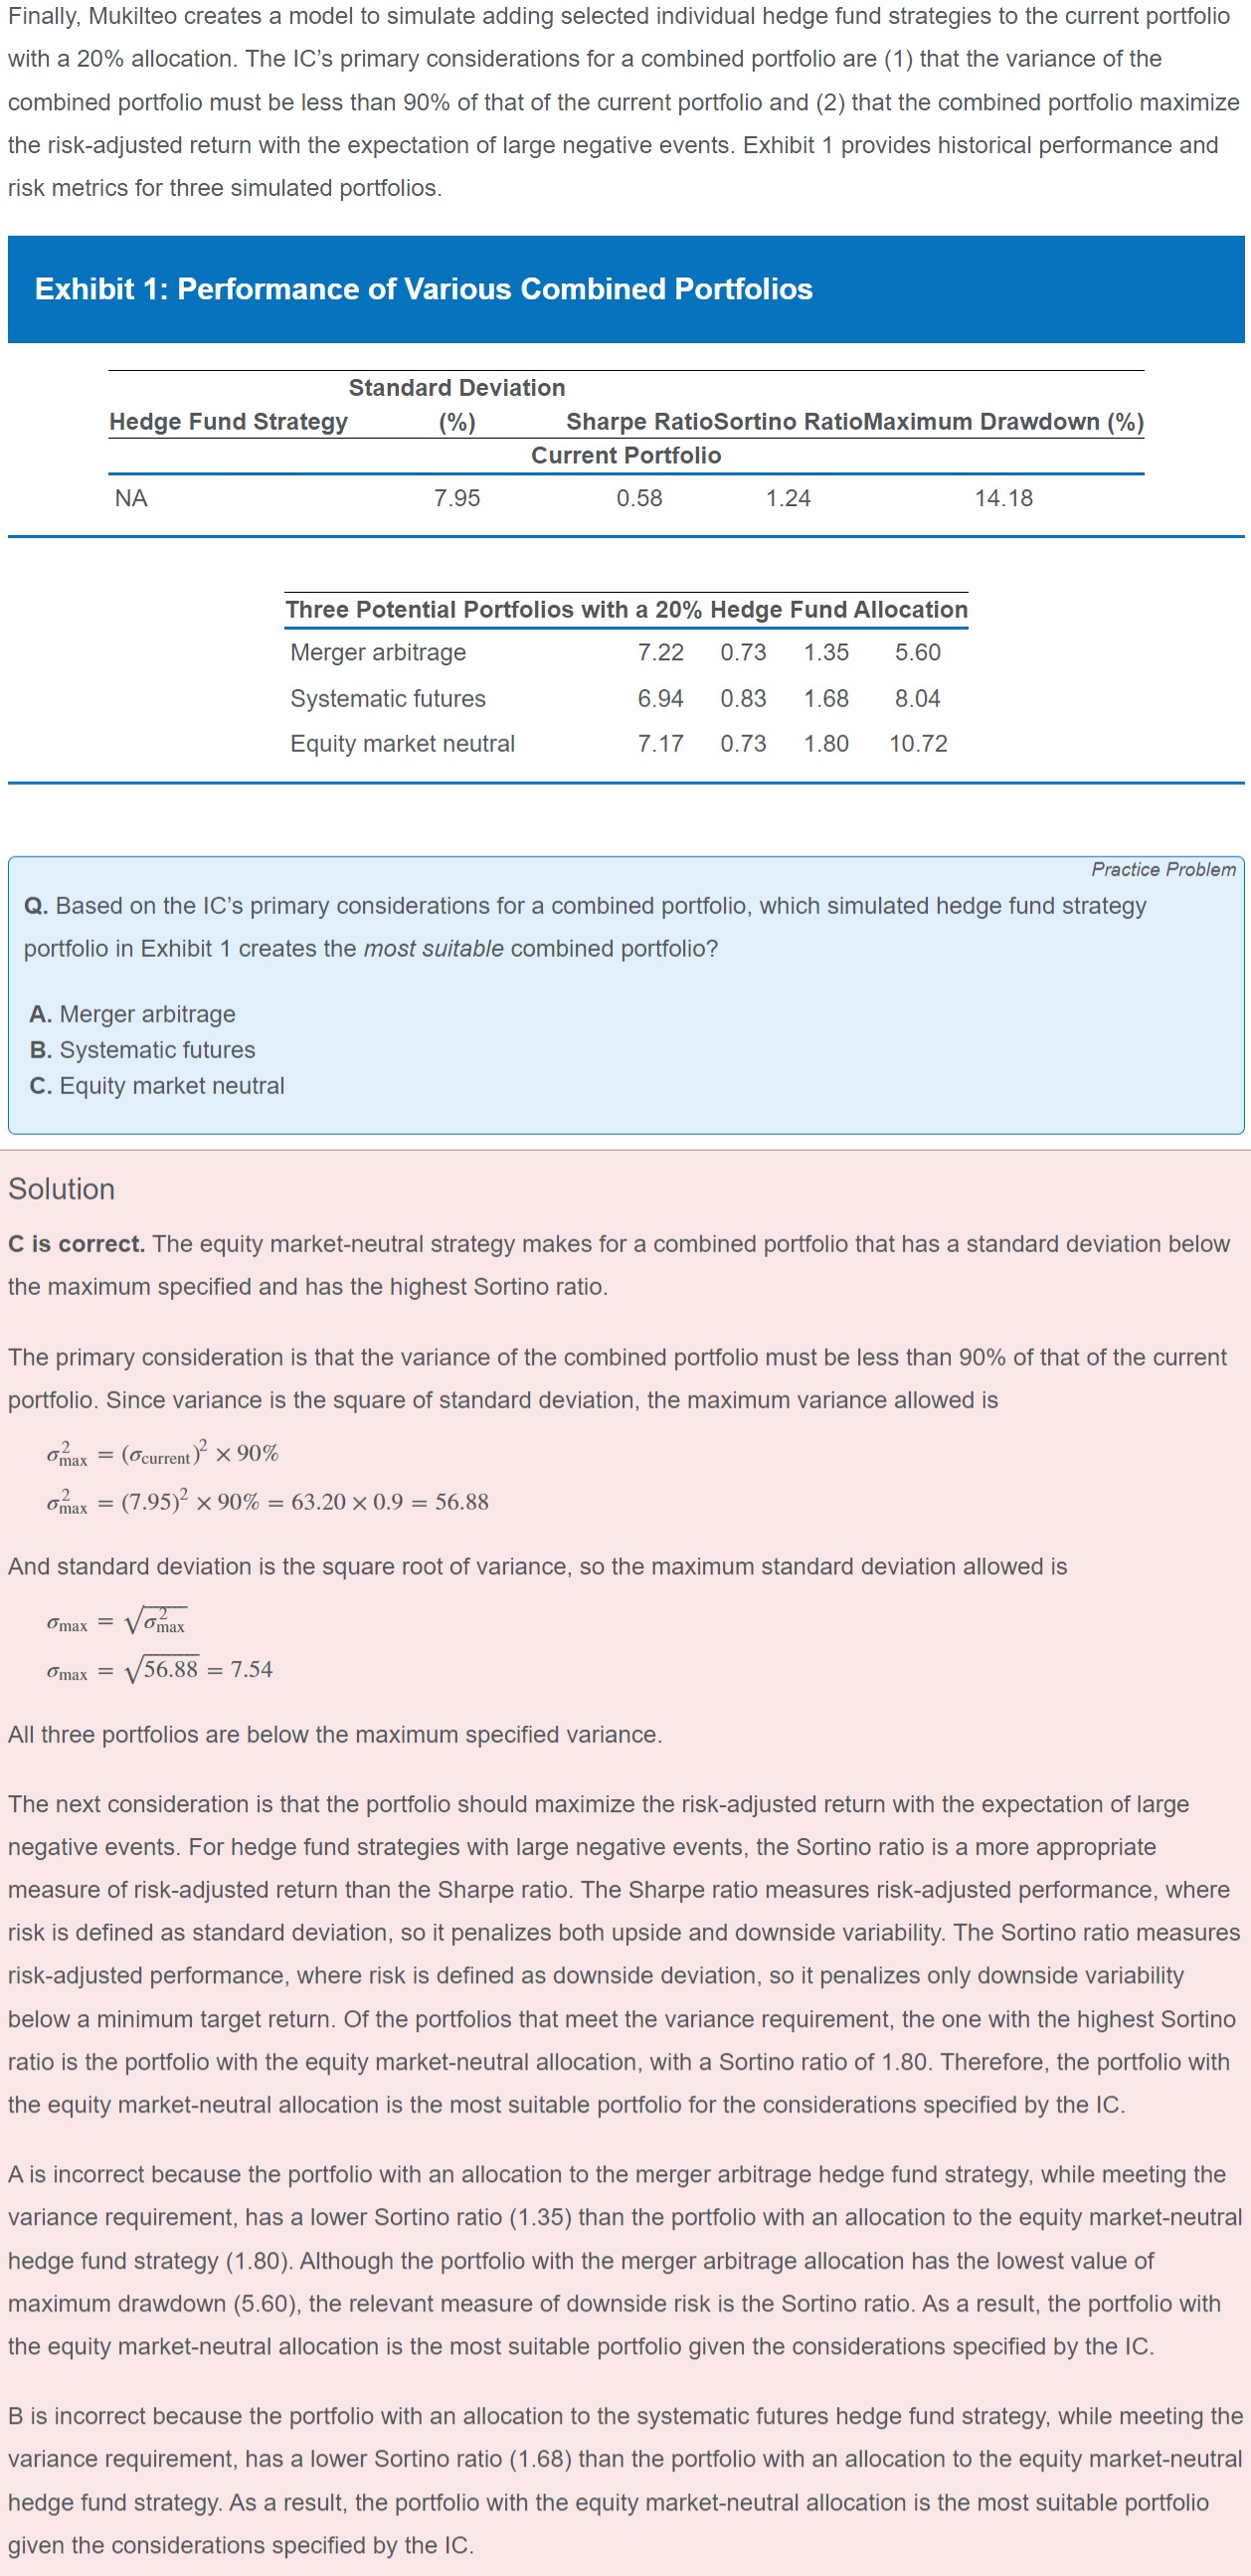 Finally, Mukilteo creates a model to simulate adding selected individual hedge fund strategies to the current portfolio
with a 20% allocation. The IC’s primary considerations for a combined portfolio are (1) that the variance of the
combined portfolio must be less than 90% of that of the current portfolio and (2) that the combined portfolio maximize
the risk-adjusted return with the expectation of large negative events. Exhibit 1 provides historical performance and
risk metrics for three simulated portfolios.
Exhibit 1: Performance of Various Combined Portfolios
Standard Deviation
Hedge Fund Strategy (%) Sharpe RatioSortino RatioMaximum Drawdown (%)
Current Portfolio
NA 7.95 0.58 1.24 14.18
Three Potential Portfolios with a 20% Hedge Fund Allocation
Merger arbitrage 7.22 0.73 1.35 5.60
Systematic futures 6.94 0.83 1.68 8.04
Equity market neutral 7.17 0.73 1.80 10.72
Practice Problem
Q. Based on the IC’s primary considerations for a combined portfolio, which simulated hedge fund strategy
portfolio in Exhibit 1 creates the most suitable combined portfolio?
A. Merger arbitrage
B. Systematic futures
C. Equity market neutral
Solution
C is correct. The equity market-neutral strategy makes for a combined portfolio that has a standard deviation below
the maximum specified and has the highest Sortino ratio.
The primary consideration is that the variance of the combined portfolio must be less than 90% of that of the current
portfolio. Since variance is the square of standard deviation, the maximum variance allowed is
σ²max = (σcurrent)² × 90%
σ²max = (7.95)² × 90% = 63.20 × 0.9 = 56.88
And standard deviation is the square root of variance, so the maximum standard deviation allowed is
σmax = √σ²max
σmax = √56.88 = 7.54
All three portfolios are below the maximum specified variance.
The next consideration is that the portfolio should maximize the risk-adjusted return with the expectation of large
negative events. For hedge fund strategies with large negative events, the Sortino ratio is a more appropriate
measure of risk-adjusted return than the Sharpe ratio. The Sharpe ratio measures risk-adjusted performance, where
risk is defined as standard deviation, so it penalizes both upside and downside variability. The Sortino ratio measures
risk-adjusted performance, where risk is defined as downside deviation, so it penalizes only downside variability
below a minimum target return. Of the portfolios that meet the variance requirement, the one with the highest Sortino
ratio is the portfolio with the equity market-neutral allocation, with a Sortino ratio of 1.80. Therefore, the portfolio with
the equity market-neutral allocation is the most suitable portfolio for the considerations specified by the IC.
A is incorrect because the portfolio with an allocation to the merger arbitrage hedge fund strategy, while meeting the
variance requirement, has a lower Sortino ratio (1.35) than the portfolio with an allocation to the equity market-neutral
hedge fund strategy (1.80). Although the portfolio with the merger arbitrage allocation has the lowest value of
maximum drawdown (5.60), the relevant measure of downside risk is the Sortino ratio. As a result, the portfolio with
the equity market-neutral allocation is the most suitable portfolio given the considerations specified by the IC.
B is incorrect because the portfolio with an allocation to the systematic futures hedge fund strategy, while meeting the
variance requirement, has a lower Sortino ratio (1.68) than the portfolio with an allocation to the equity market-neutral
hedge fund strategy. As a result, the portfolio with the equity market-neutral allocation is the most suitable portfolio
given the considerations specified by the IC.